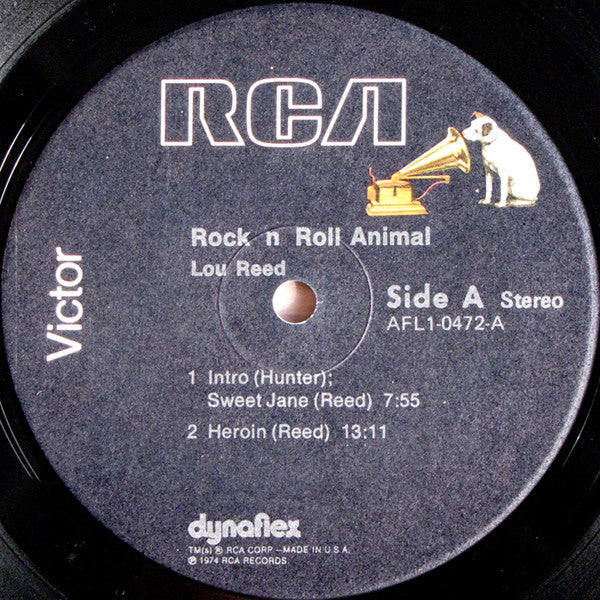 RCA
Victor
Rock n Roll Animal
Lou Reed
Side A Stereo
AFL1-0472-A
1 Intro (Hunter);
Sweet Jane (Reed) 7:55
2 Heroin (Reed) 13:11
dynaflex
TM(s) ® RCA CORP—MADE IN U.S.A.
℗ 1974 RCA RECORDS